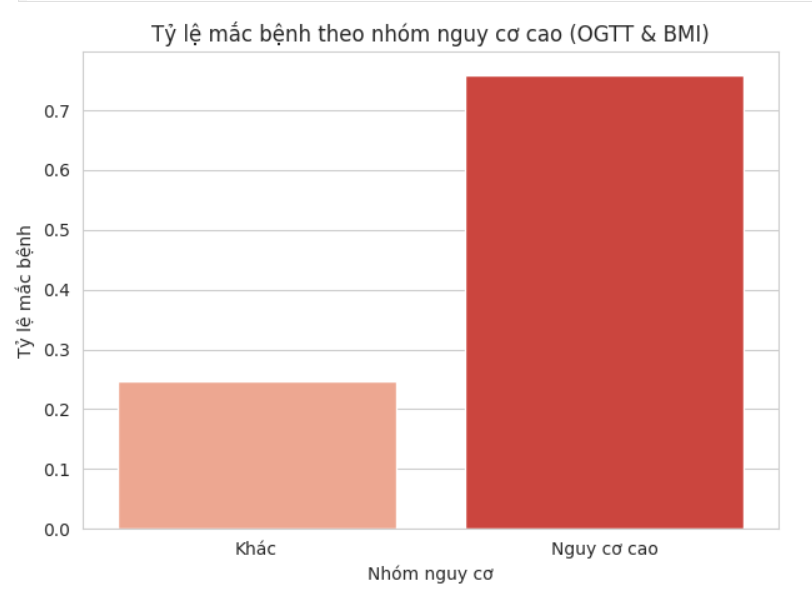 Tỷ lệ mắc bệnh theo nhóm nguy cơ cao (OGTT & BMI)
Tỷ lệ mắc bệnh
0.7
0.6
0.5
0.4
0.3
0.2
0.1
0.0
Khác
Nguy cơ cao
Nhóm nguy cơ